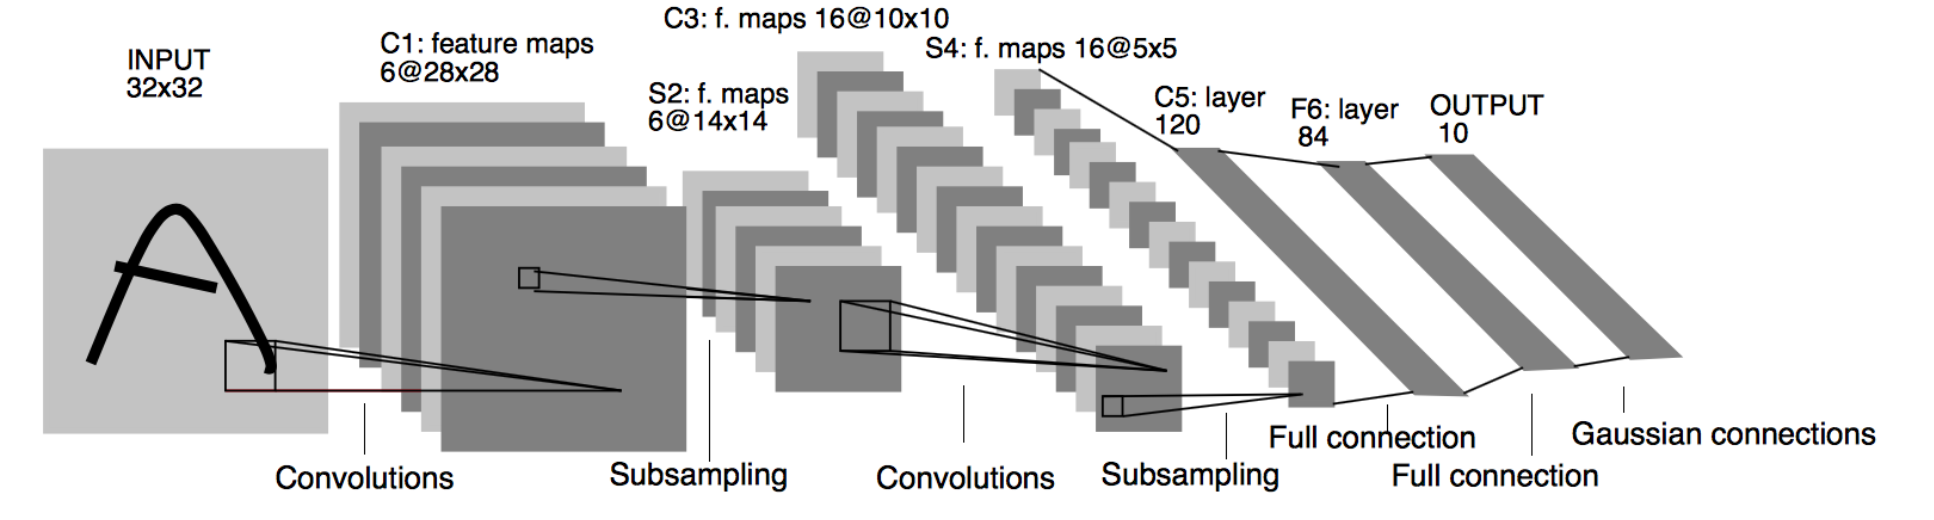 INPUT
32x32
C1: feature maps
6@28x28
S2: f. maps
6@14x14
C3: f. maps 16@10x10
S4: f. maps 16@5x5
C5: layer
120
F6: layer
84
OUTPUT
10
A
Convolutions
Subsampling
Convolutions
Subsampling
Full connection
Full connection
Gaussian connections